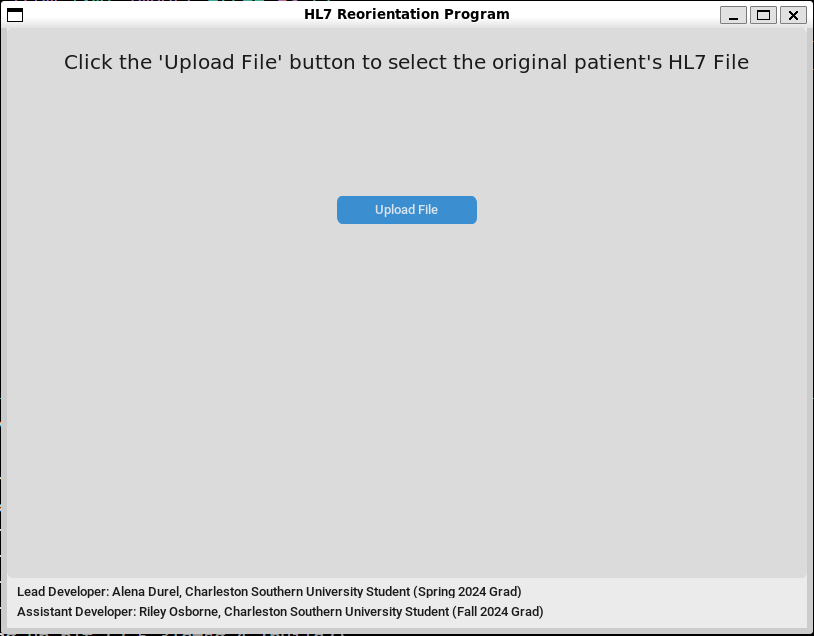 HL7 Reorientation Program
Click the 'Upload File' button to select the original patient's HL7 File
Upload File
Lead Developer: Alena Durel, Charleston Southern University Student (Spring 2024 Grad)
Assistant Developer: Riley Osborne, Charleston Southern University Student (Fall 2024 Grad)